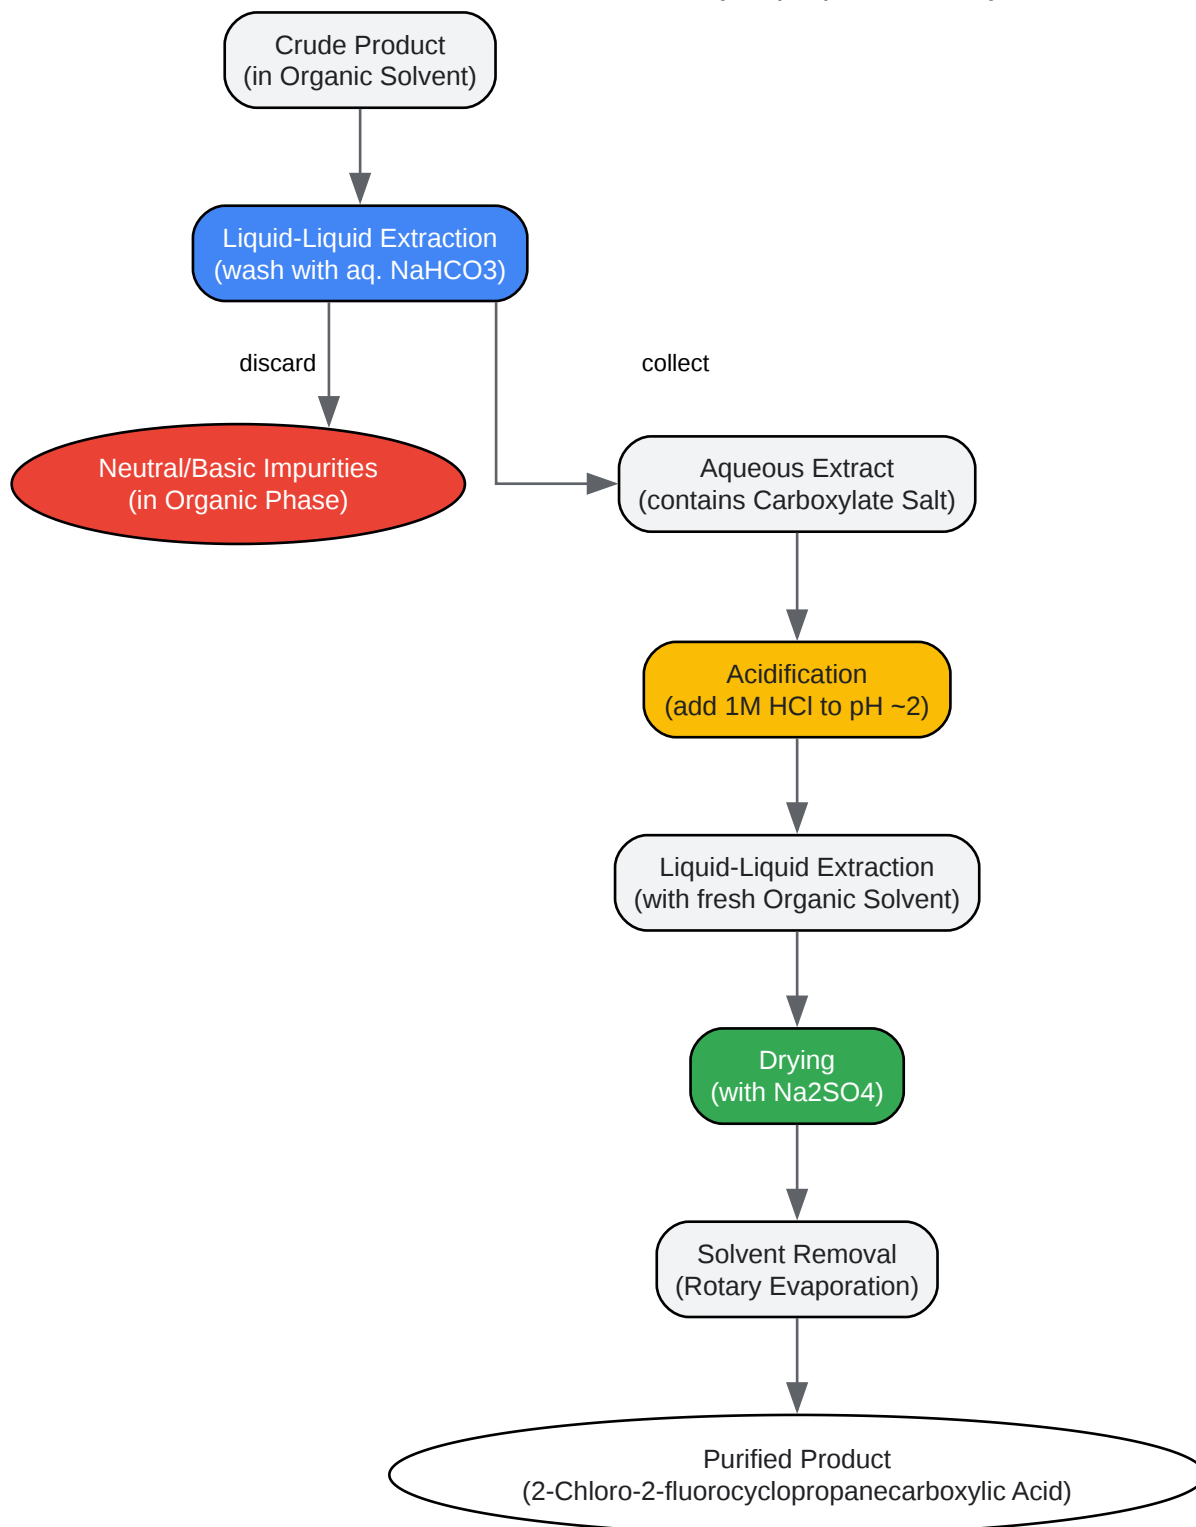 Crude Product
(in Organic Solvent)
Liquid-Liquid Extraction
(wash with aq. NaHCO3)
discard
collect
Neutral/Basic Impurities
(in Organic Phase)
Aqueous Extract
(contains Carboxylate Salt)
Acidification
(add 1M HCl to pH ~2)
Liquid-Liquid Extraction
(with fresh Organic Solvent)
Drying
(with Na2SO4)
Solvent Removal
(Rotary Evaporation)
Purified Product
(2-Chloro-2-fluorocyclopropanecarboxylic Acid)